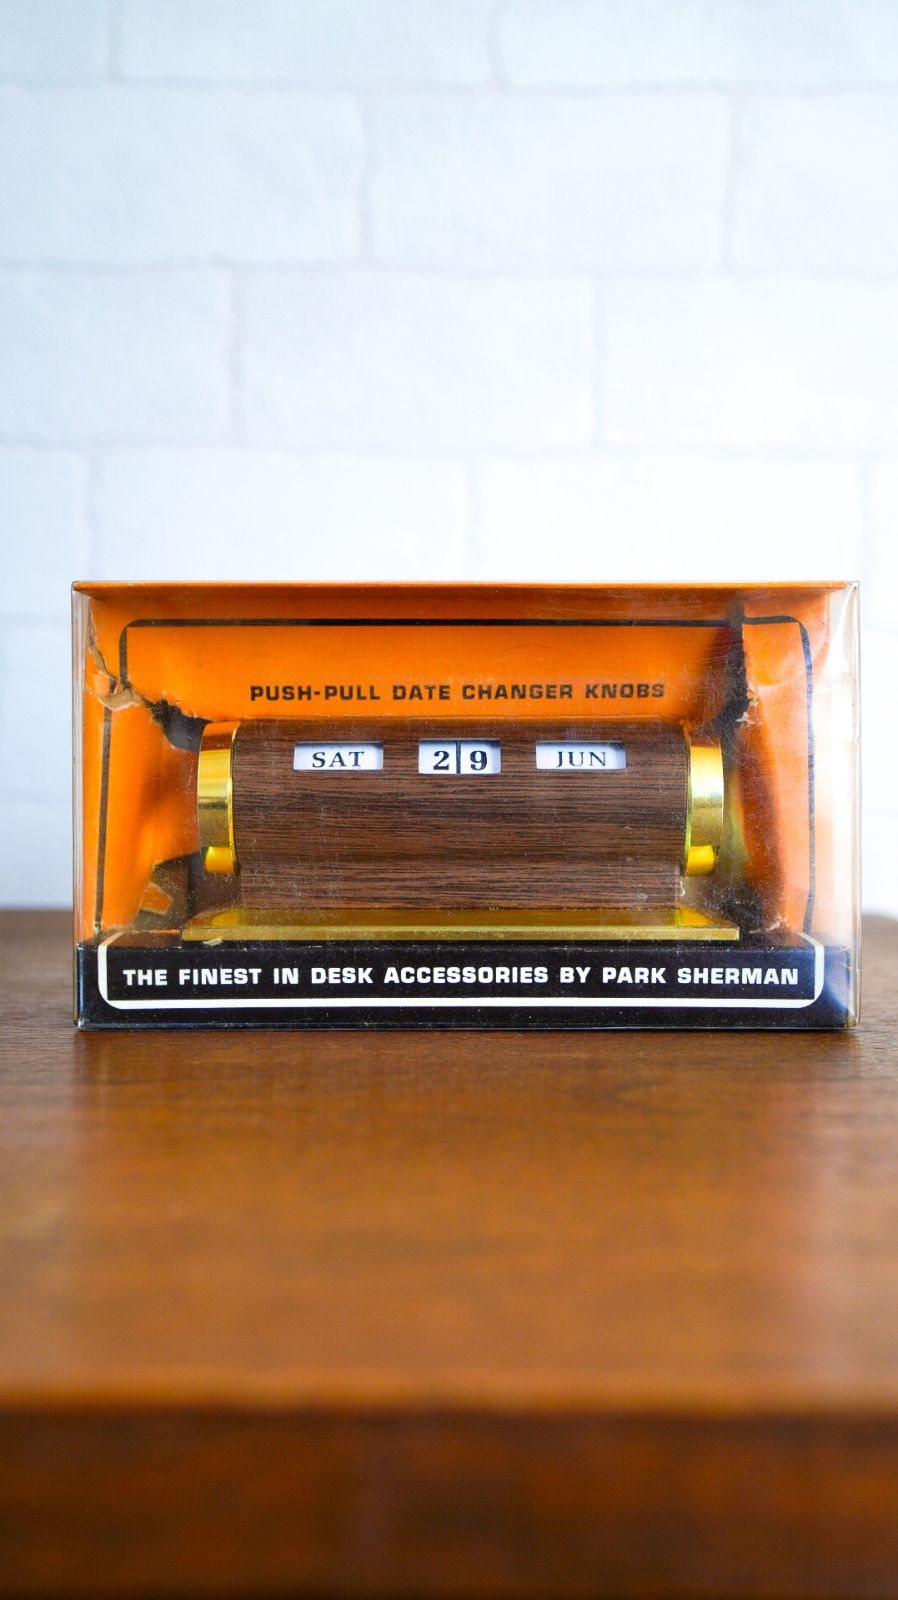 PUSH-PULL DATE CHANGER KNOBS
SAT 29 JUN
THE FINEST IN DESK ACCESSORIES BY PARK SHERMAN